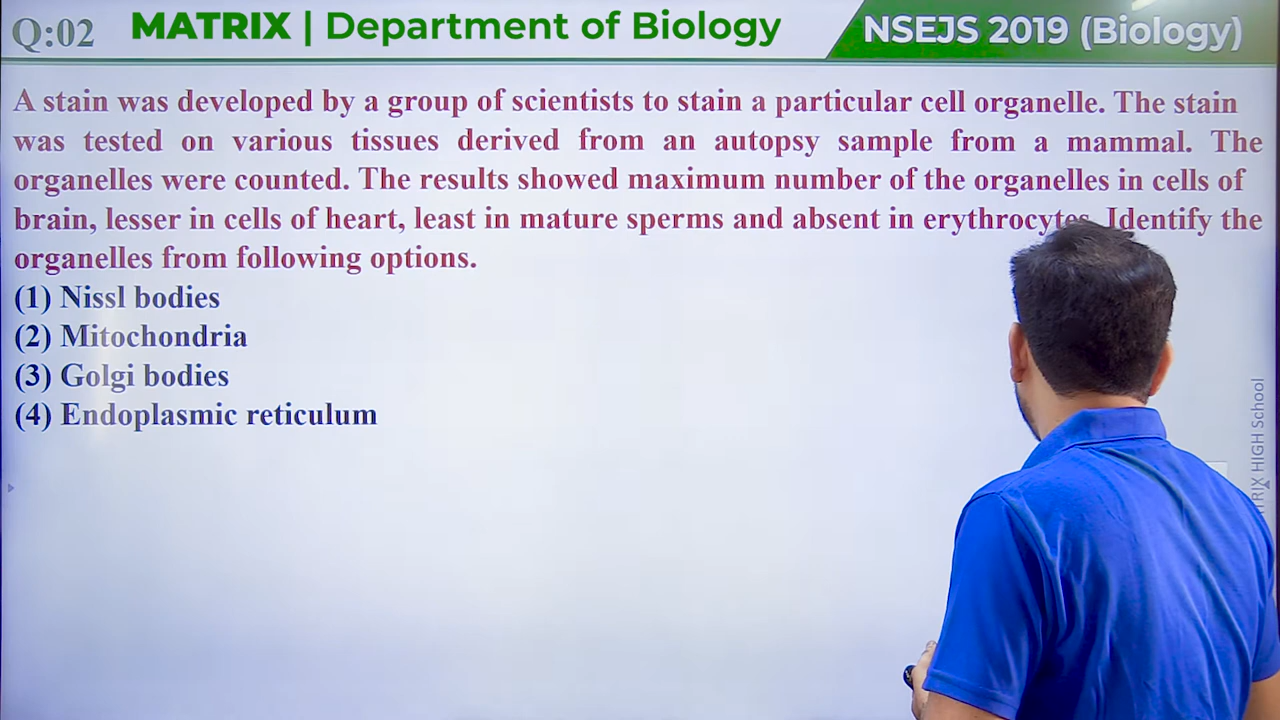 Q:02 MATRIX | Department of Biology NSEJS 2019 (Biology)
A stain was developed by a group of scientists to stain a particular cell organelle. The stain
was tested on various tissues derived from an autopsy sample from a mammal. The
organelles were counted. The results showed maximum number of the organelles in cells of
brain, lesser in cells of heart, least in mature sperms and absent in erythrocytes. Identify the
organelles from following options.
(1) Nissl bodies
(2) Mitochondria
(3) Golgi bodies
(4) Endoplasmic reticulum
HIGH School